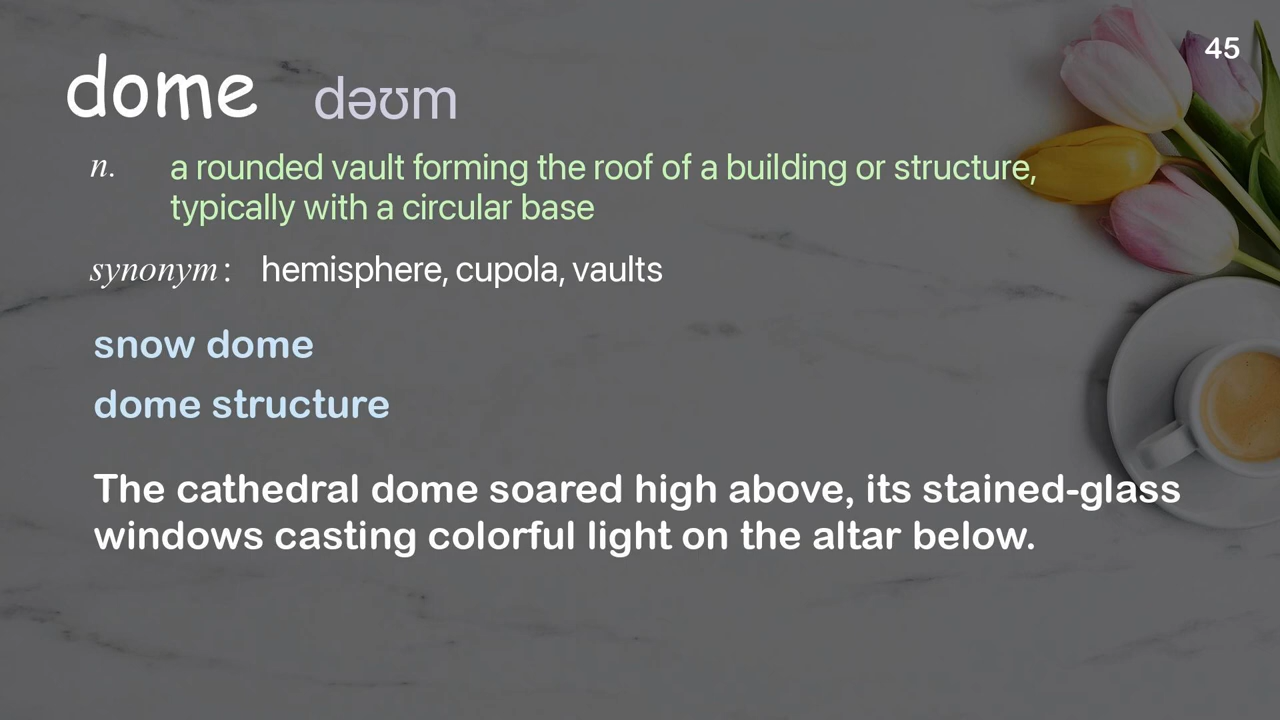 45
dome dəʊm
n. a rounded vault forming the roof of a building or structure,
typically with a circular base
synonym: hemisphere, cupola, vaults
snow dome
dome structure
The cathedral dome soared high above, its stained-glass
windows casting colorful light on the altar below.